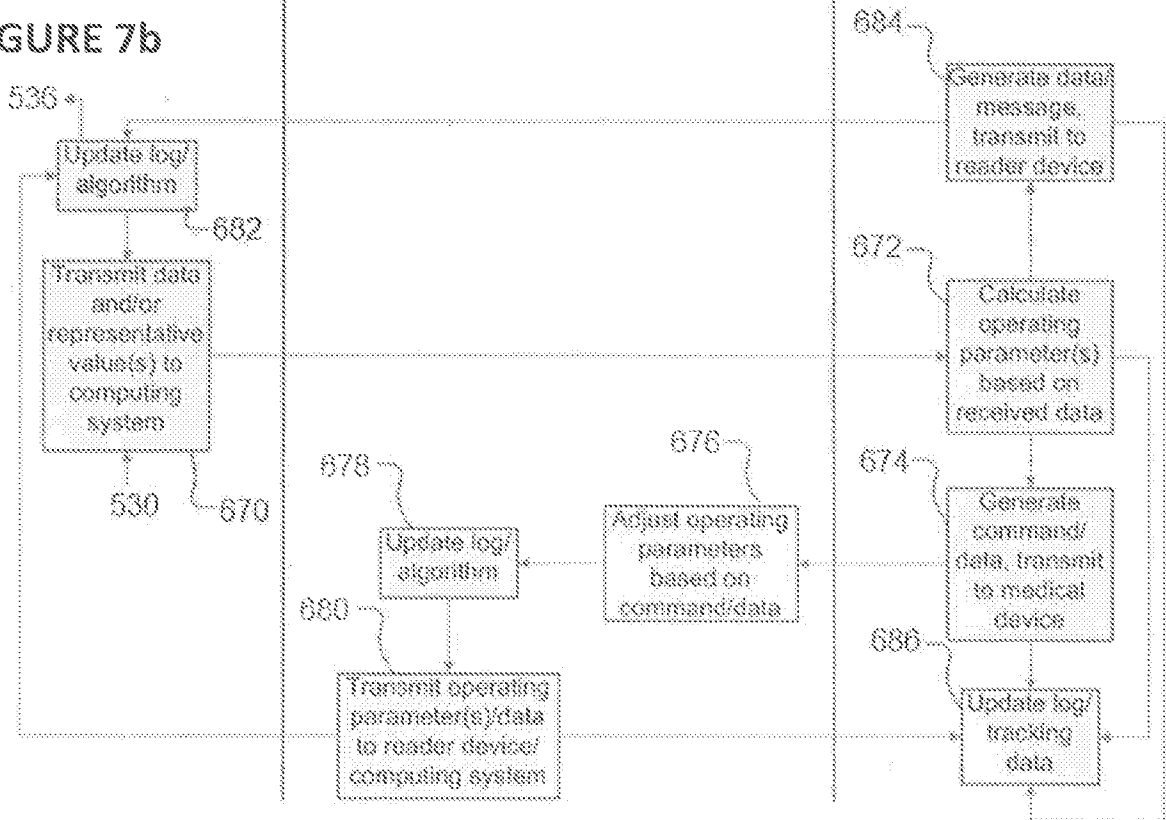 GURE 7b
536
Update log/
algorithm
682
Transmit data
and/or
representative
value(s) to
computing
system
530
670
678
Update log/
algorithm
680
Transmit operating
parameter(s)/data
to reader device/
computing system
676
Adjust operating
parameters
based on
command/data
684
Generate data/
message,
transmit to
reader device
672
Calculate
operating
parameter(s)
based on
received data
674
Generate
command/
data, transmit
to medical
device
686
Update log/
tracking
data